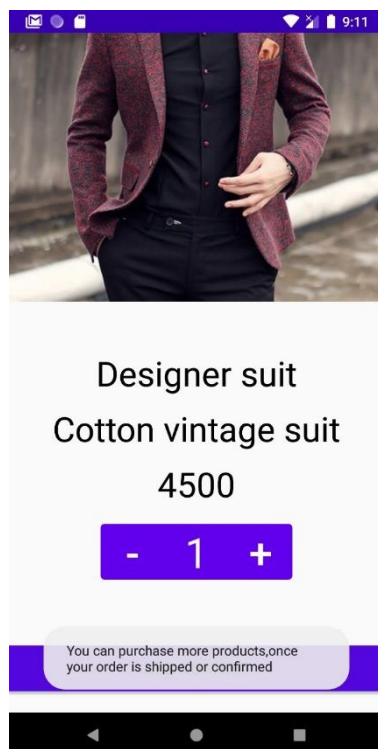 9:11
Designer suit
Cotton vintage suit
4500
- 1 +
You can purchase more products,once
your order is shipped or confirmed